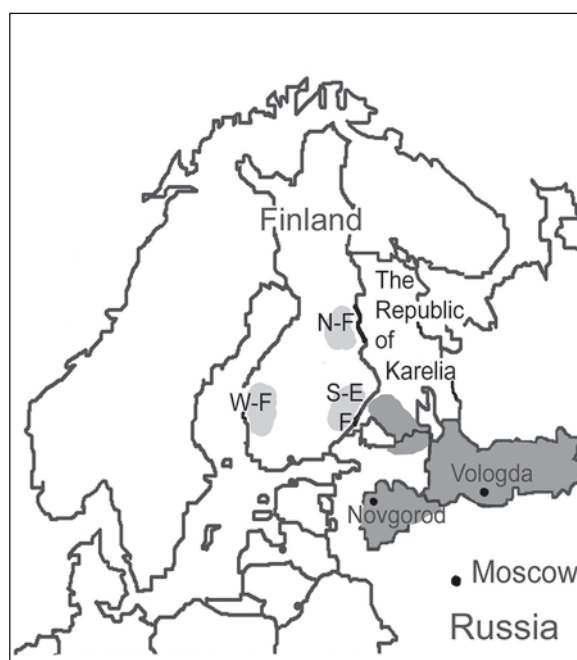 Finland
The
Republic
of
Karelia
N-F
W-F
S-E
F
Vologda
Novgorod
Moscow
Russia